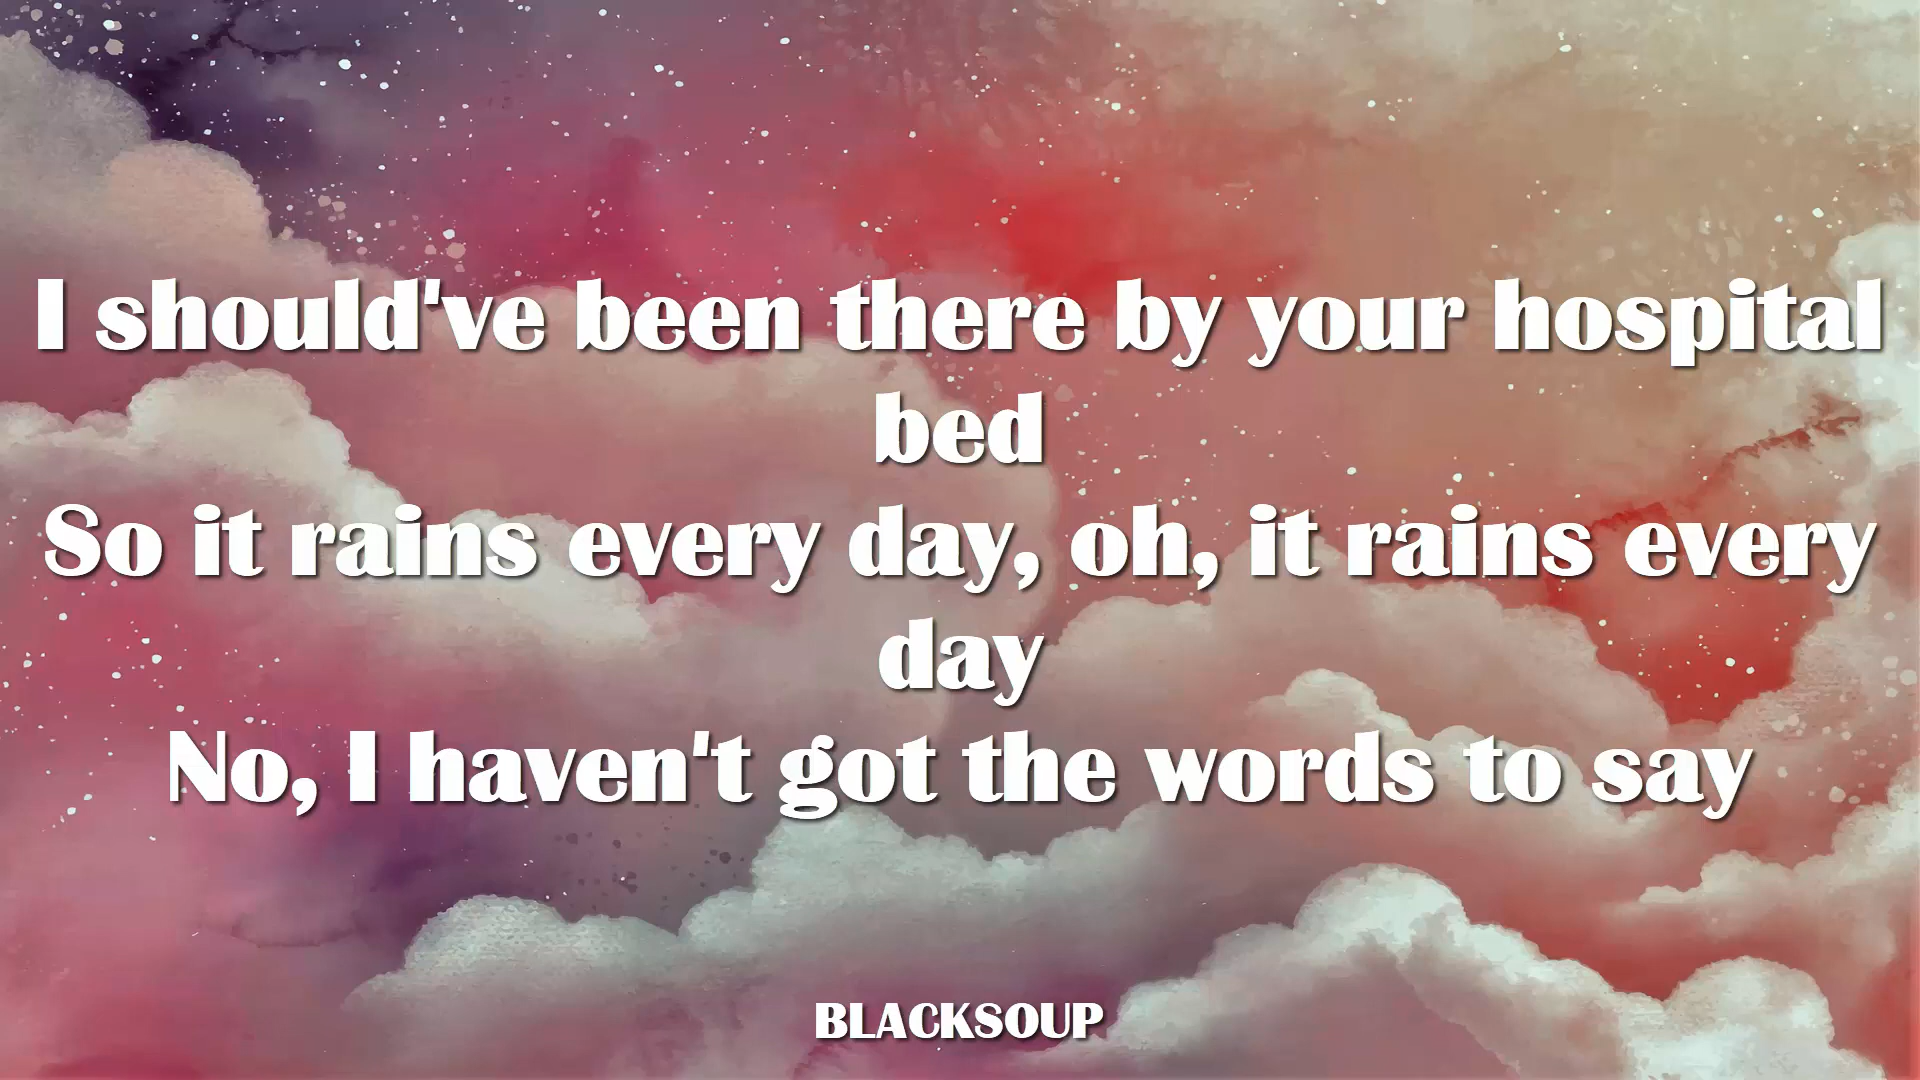 I should've been there by your hospital
bed
So it rains every day, oh, it rains every
day
No, I haven't got the words to say
BLACKSOUP